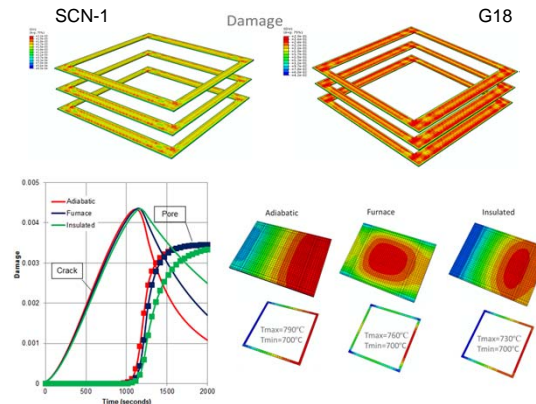 SCN-1
Damage
G18
0.005
0.004
0.003
0.002
0.001
0
Damage
Adiabatic
Furnace
Insulated
Pore
Crack
0 500 1000 1500 2000
Time (seconds)
Adiabatic Furnace Insulated
Tmax=790°C
Tmin=700°C
Tmax=760°C
Tmin=700°C
Tmax=730°C
Tmin=700°C